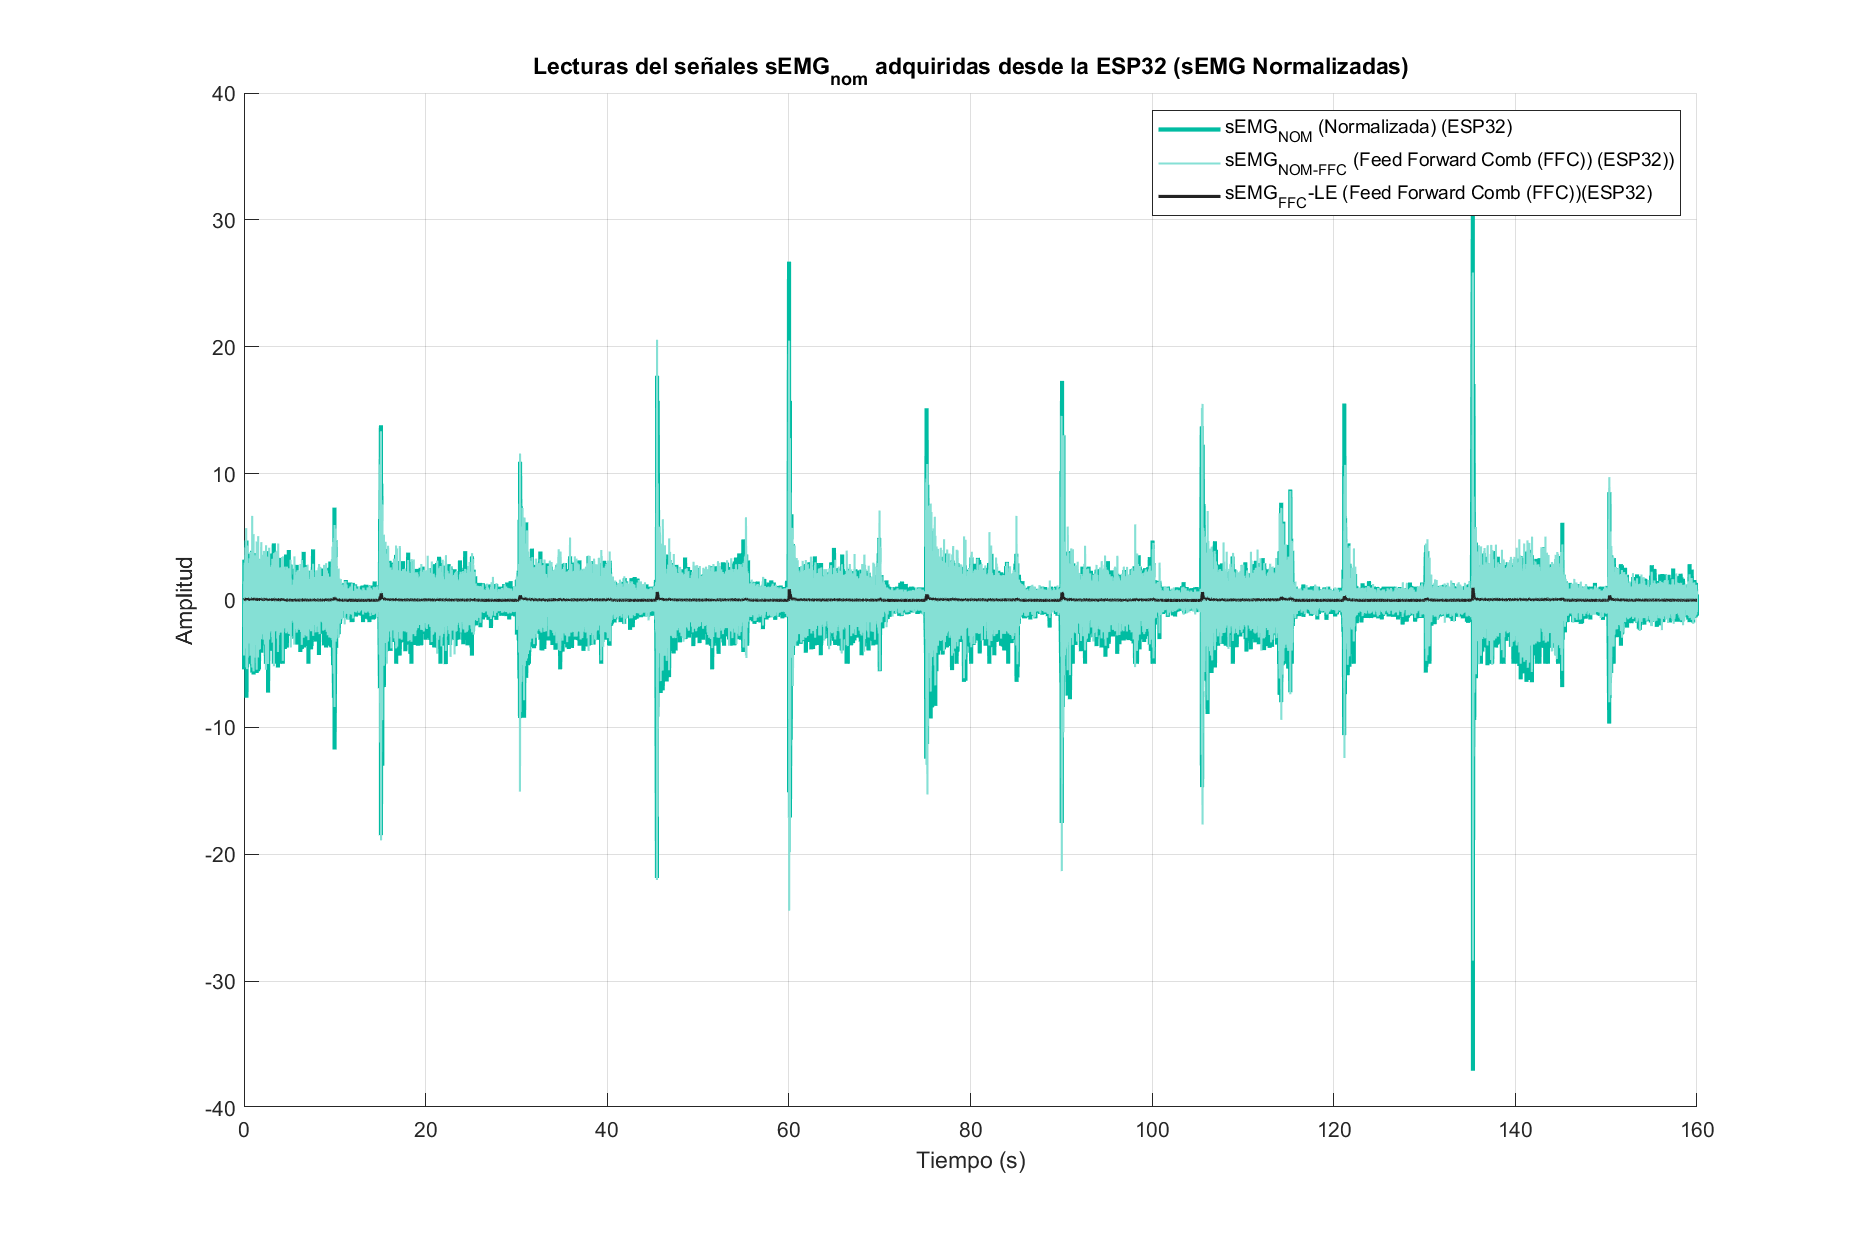 Lecturas del señales sEMGnom adquiridas desde la ESP32 (sEMG Normalizadas)
sEMGNOM (Normalizada) (ESP32)
sEMGNOM-FFC (Feed Forward Comb (FFC)) (ESP32))
sEMGFFC-LE (Feed Forward Comb (FFC))(ESP32)
Amplitud
40
30
20
10
0
-10
-20
-30
-40
0 20 40 60 80 100 120 140 160
Tiempo (s)